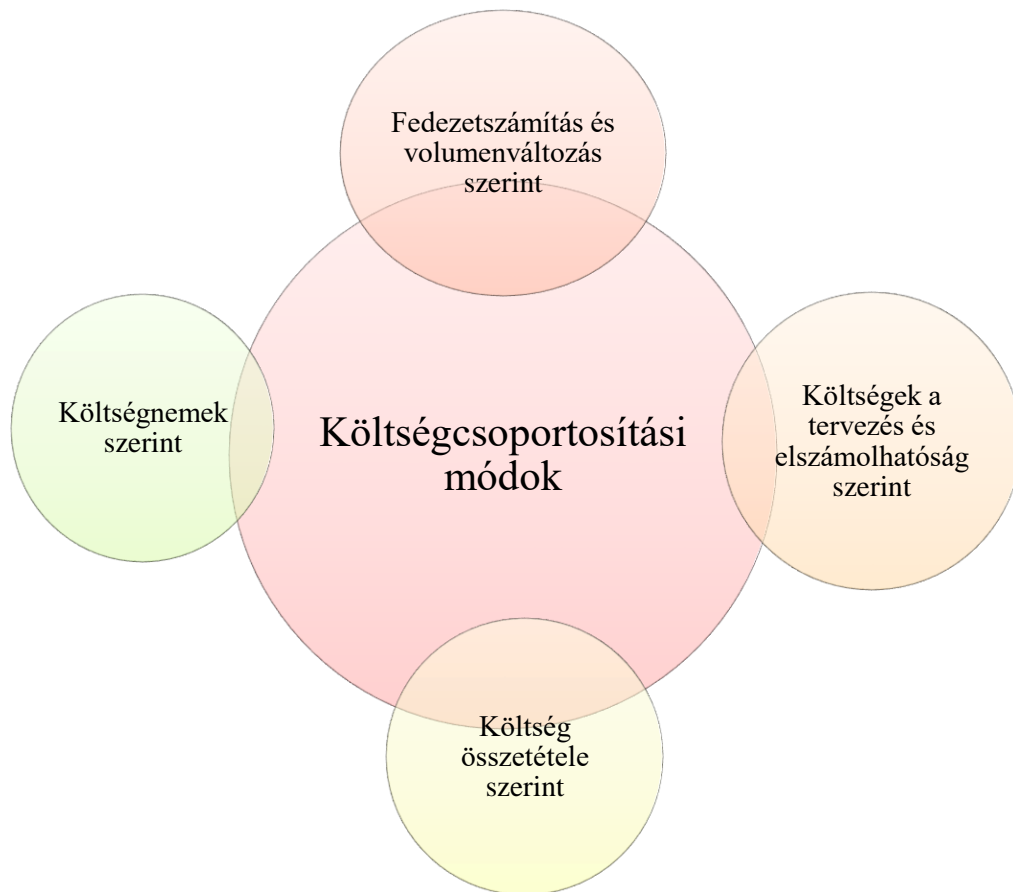 Fedezetszámítás és
volumenváltozás
szerint
Költségnemek
szerint
Költségcsoportosítási
módok
Költségek a
tervezés és
elszámolhatóság
szerint
Költség
összetétele
szerint